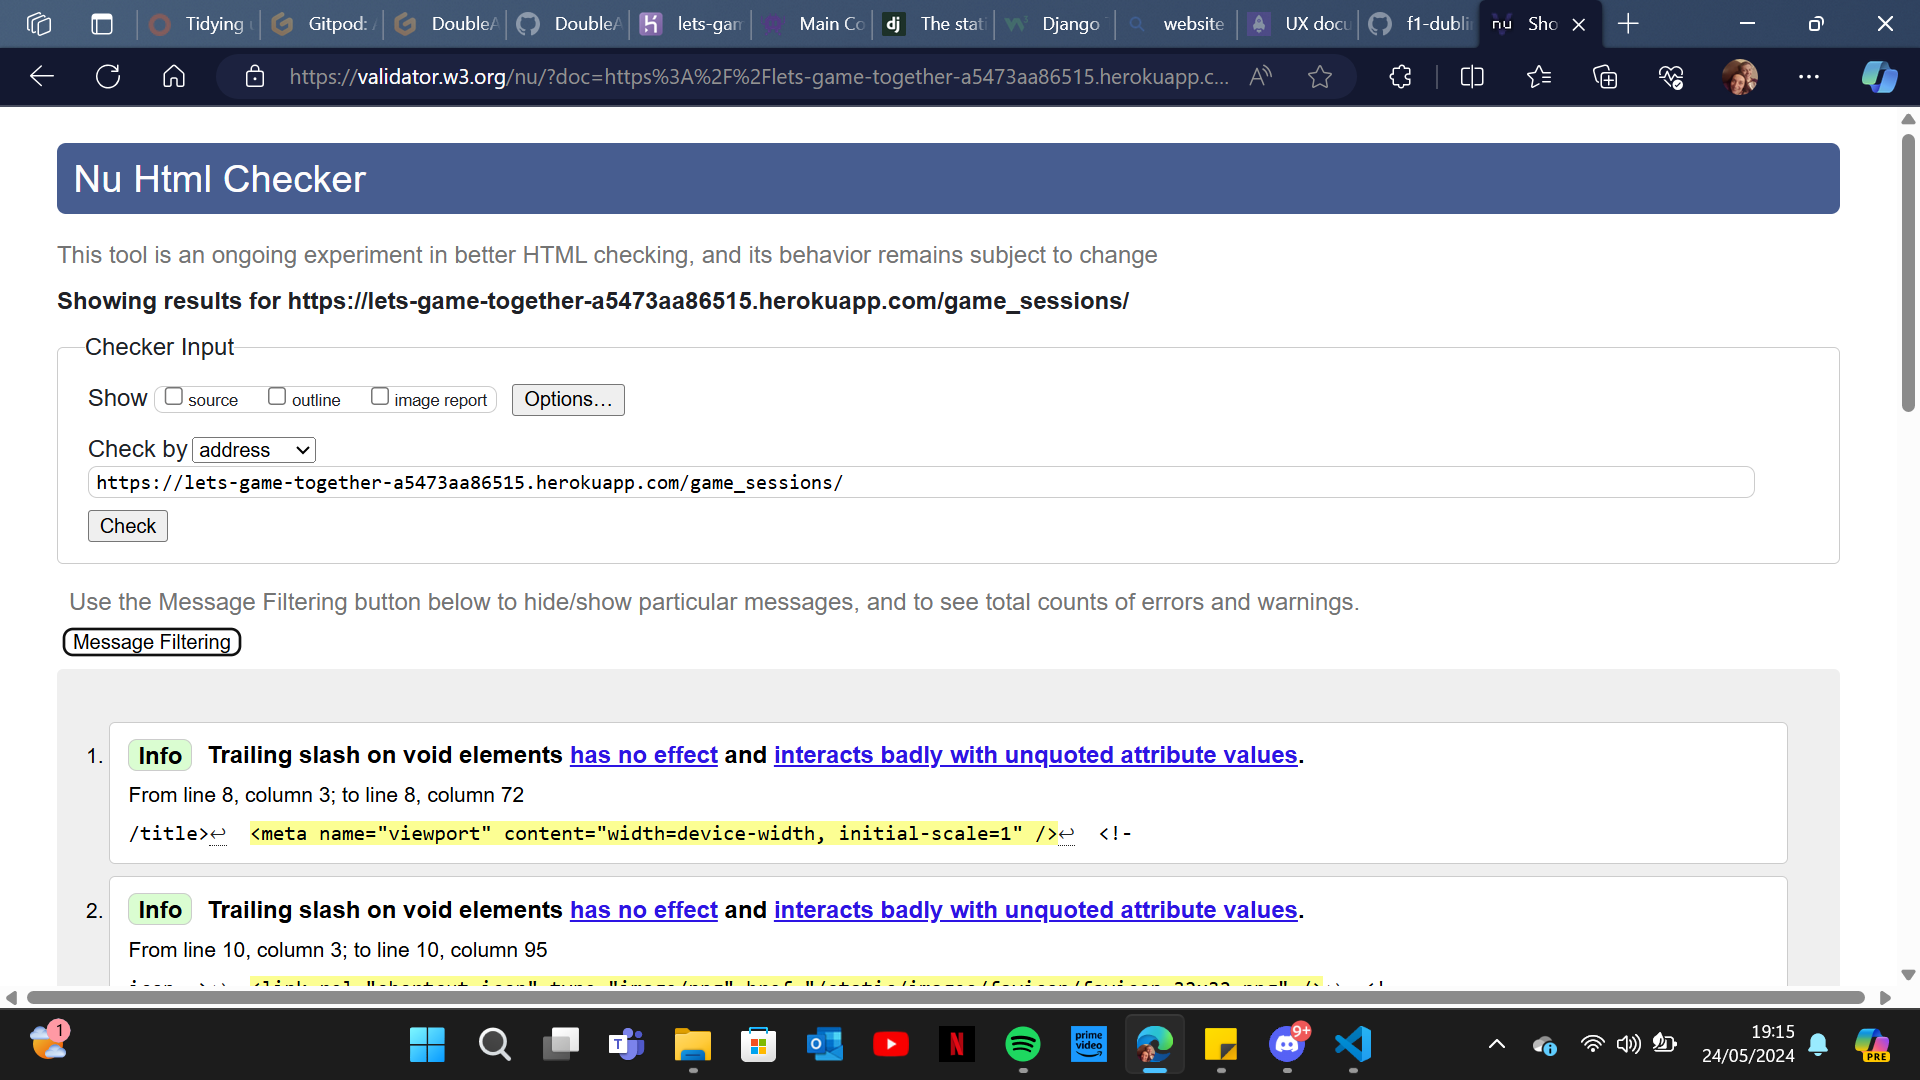 Tidying
Gitpod:
Double
Double
lets-gam
Main Co
dj The stat
Django
website
UX docu
f1-dubli
nu Sho
https://validator.w3.org/nu/?doc=https%3A%2F%2Flets-game-together-a5473aa86515.herokuapp.c...
Nu Html Checker
This tool is an ongoing experiment in better HTML checking, and its behavior remains subject to change
Showing results for https://lets-game-together-a5473aa86515.herokuapp.com/game_sessions/
Checker Input
Show source outline image report Options...
Check by address
https://lets-game-together-a5473aa86515.herokuapp.com/game_sessions/
Check
Use the Message Filtering button below to hide/show particular messages, and to see total counts of errors and warnings.
Message Filtering
1. Info Trailing slash on void elements has no effect and interacts badly with unquoted attribute values.
From line 8, column 3; to line 8, column 72
/title>↩ <meta name="viewport" content="width=device-width, initial-scale=1" />↩ <!-
2. Info Trailing slash on void elements has no effect and interacts badly with unquoted attribute values.
From line 10, column 3; to line 10, column 95
1
prime video
9+
19:15
24/05/2024
PRE